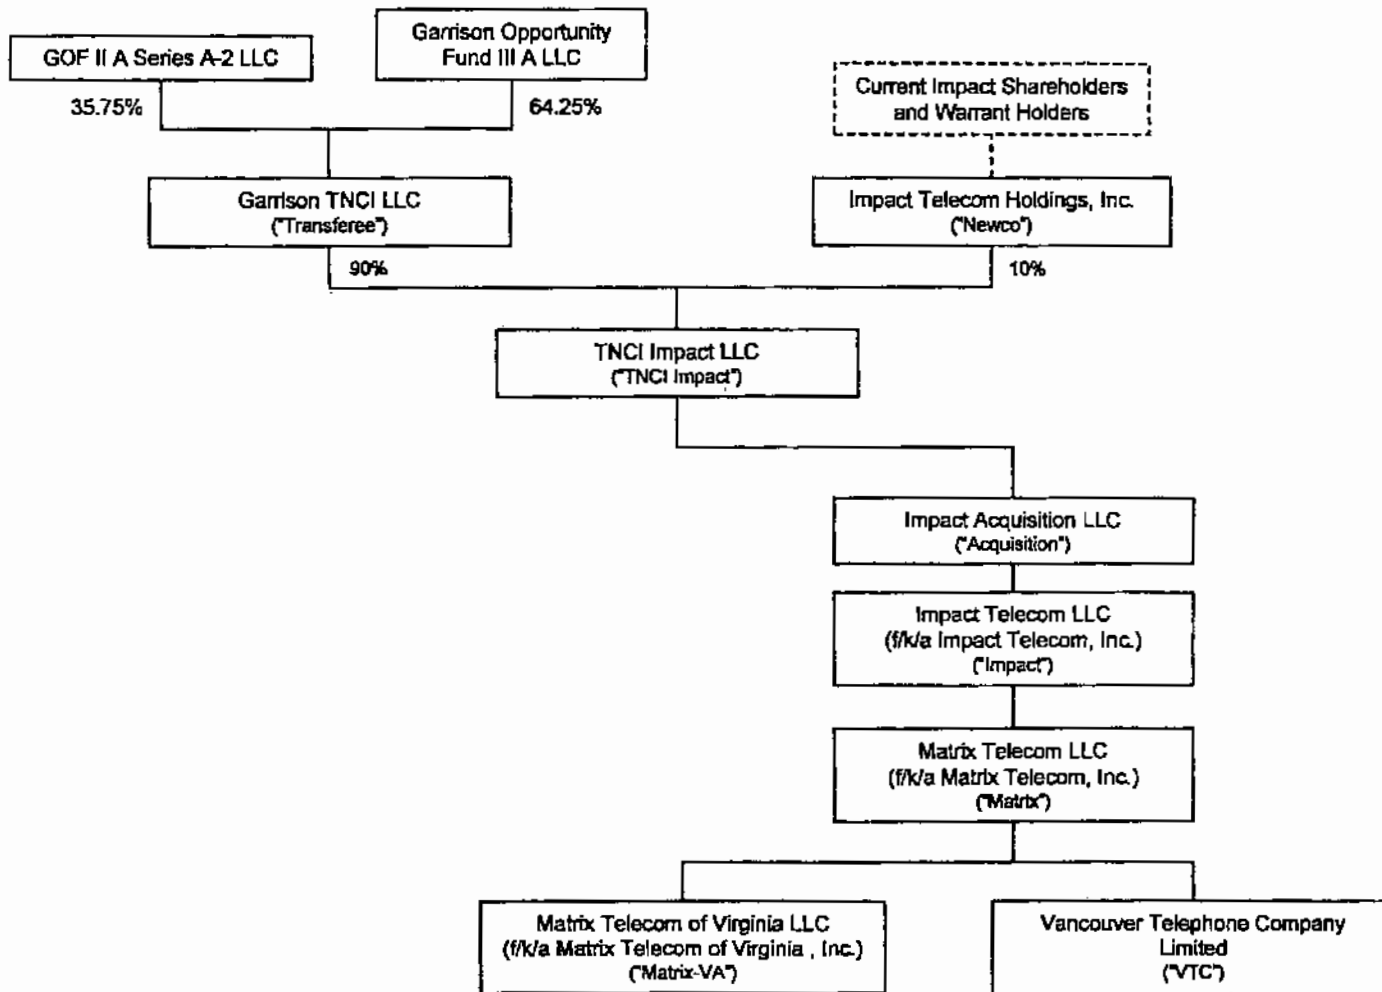 GOF II A Series A-2 LLC
Garrison Opportunity
Fund III A LLC
35.75%
64.25%
Current Impact Shareholders
and Warrant Holders
Garrison TNCI LLC
("Transferee")
Impact Telecom Holdings, Inc.
("Newco")
90%
10%
TNCI Impact LLC
("TNCI Impact")
Impact Acquisition LLC
("Acquisition")
Impact Telecom LLC
(f/k/a Impact Telecom, Inc.)
("Impact")
Matrix Telecom LLC
(f/k/a Matrix Telecom, Inc.)
("Matrix")
Matrix Telecom of Virginia LLC
(f/k/a Matrix Telecom of Virginia , Inc.)
("Matrix-VA")
Vancouver Telephone Company
Limited
("VTC")